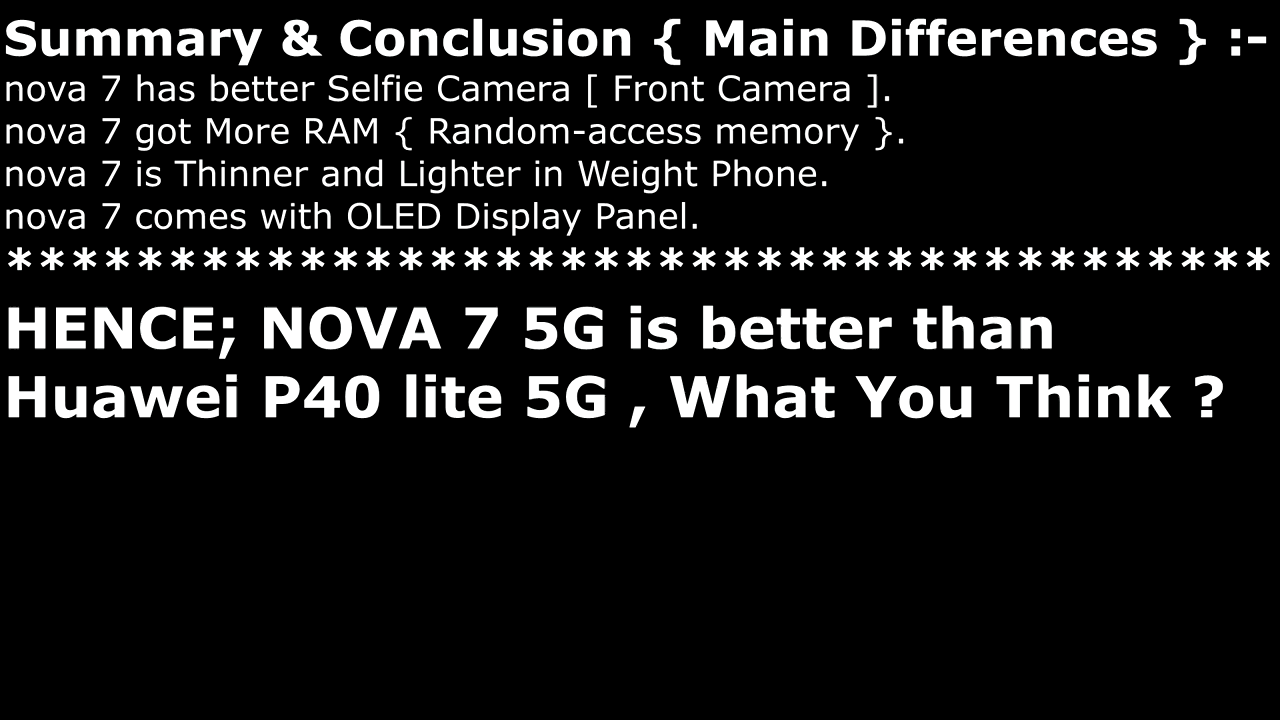 Summary & Conclusion { Main Differences } :-
nova 7 has better Selfie Camera [ Front Camera ].
nova 7 got More RAM { Random-access memory }.
nova 7 is Thinner and Lighter in Weight Phone.
nova 7 comes with OLED Display Panel.
***************************************
HENCE; NOVA 7 5G is better than
Huawei P40 lite 5G , What You Think ?